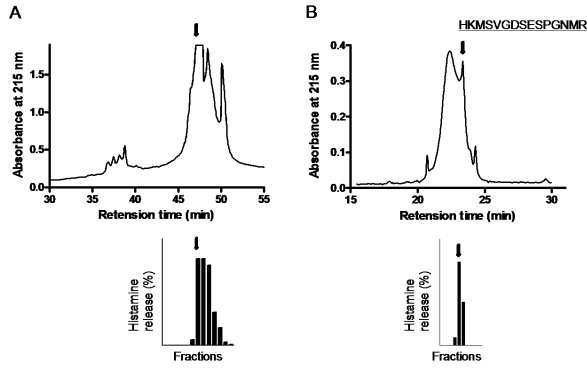 A
Absorbance at 215 nm
1.5
1.0
0.5
0.0
30 35 40 45 50 55
Retension time (min)
Histamine
release (%)
Fractions
B
HKMSVGDSESPGNMR
Absorbance at 215 nm
0.4
0.3
0.2
0.1
0.0
15 20 25 30
Retension time (min)
Histamine
release (%)
Fractions